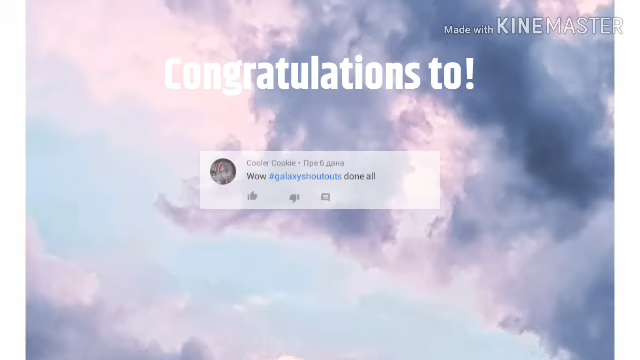 Made with KINEMASTER
Congratulations to!
Cooler Cookie • Пре 6 дана
Wow #galaxyshoutouts done all